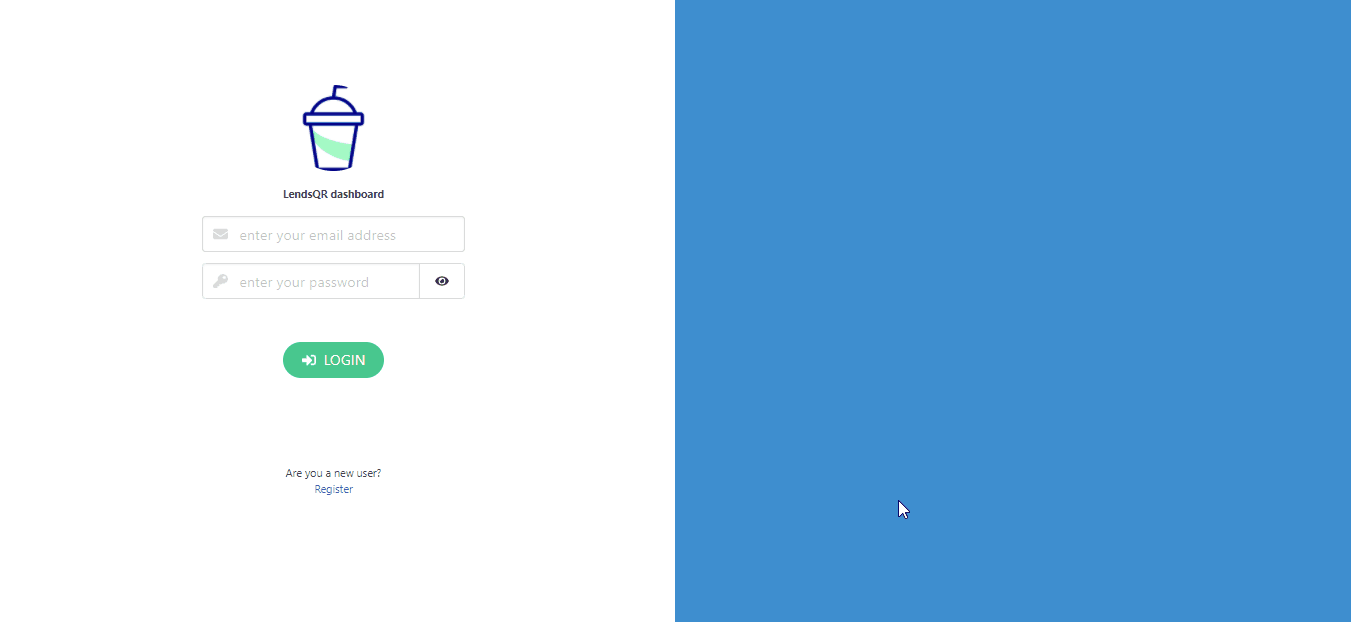 LendsQR dashboard
enter your email address
enter your password
LOGIN
Are you a new user?
Register